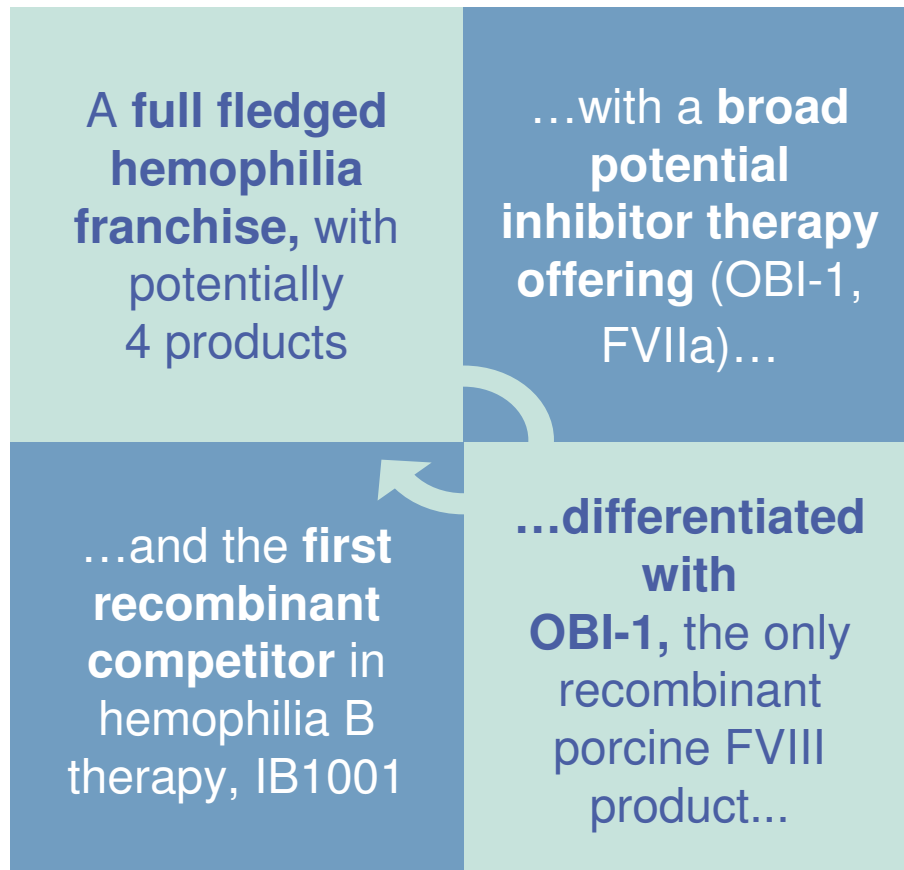 A full fledged
hemophilia
franchise, with
potentially
4 products
…with a broad
potential
inhibitor therapy
offering (OBI-1,
FVIIa)…
…differentiated
with
OBI-1, the only
recombinant
porcine FVIII
product...
…and the first
recombinant
competitor in
hemophilia B
therapy, IB1001